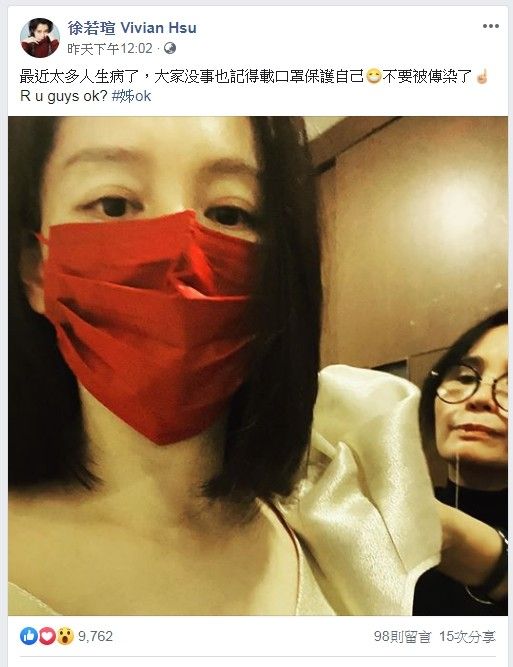 徐若瑄 Vivian Hsu
昨天下午12:02 ·
最近太多人生病了，大家没事也記得載口罩保護自己😷不要被傳染了☝🏻
R u guys ok? #姊ok
9,762
98則留言 15次分享